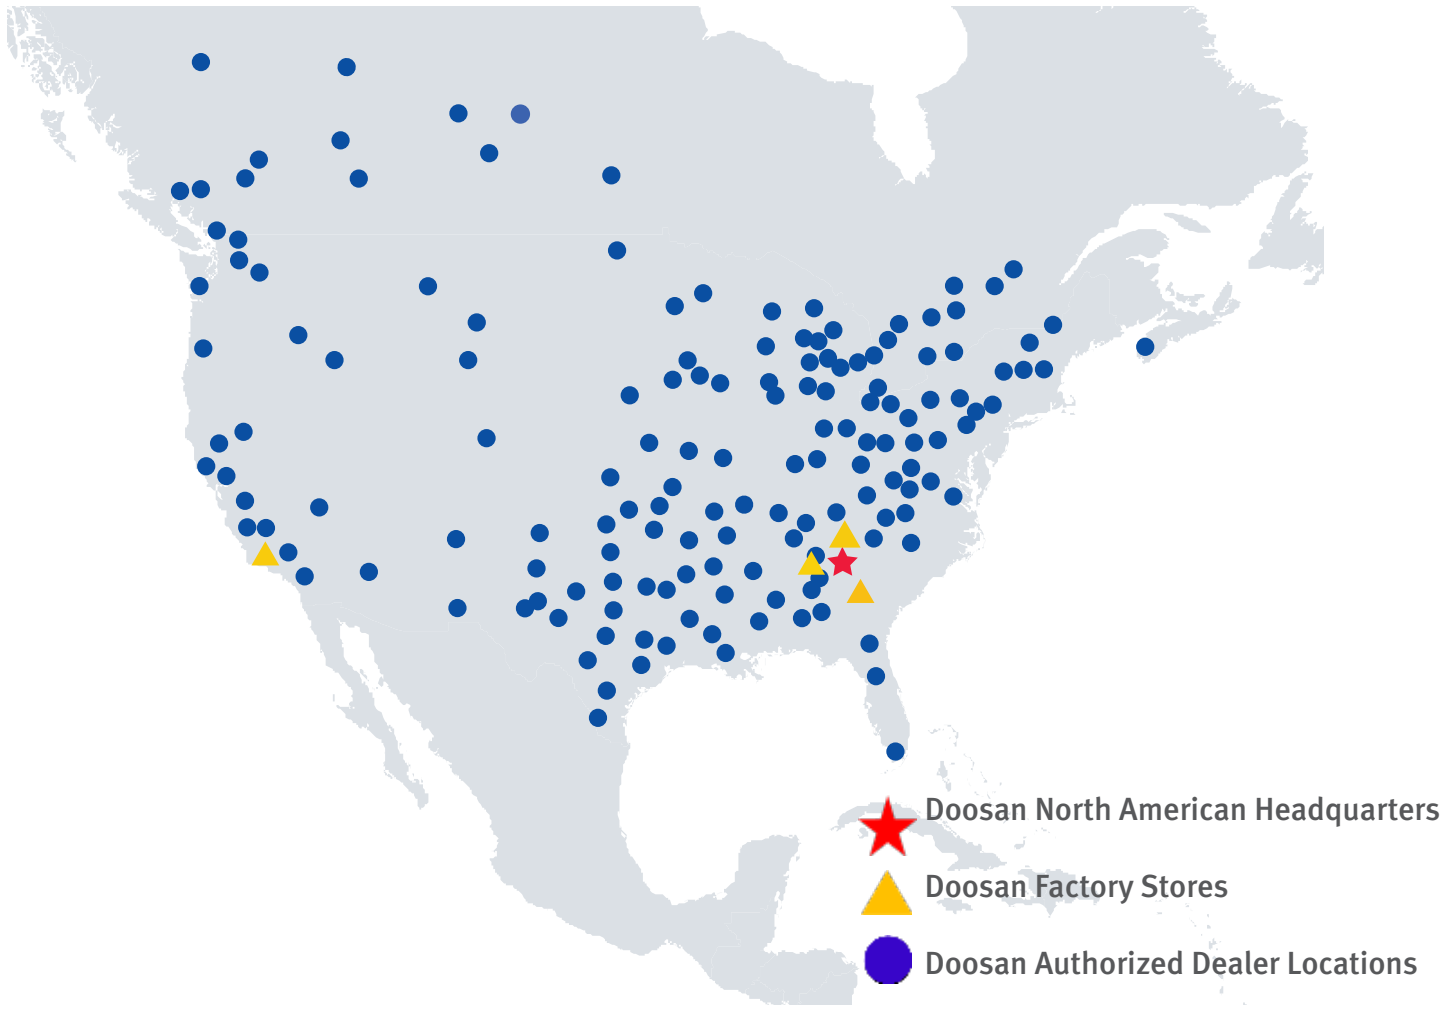 Doosan North American Headquarters
Doosan Factory Stores
Doosan Authorized Dealer Locations